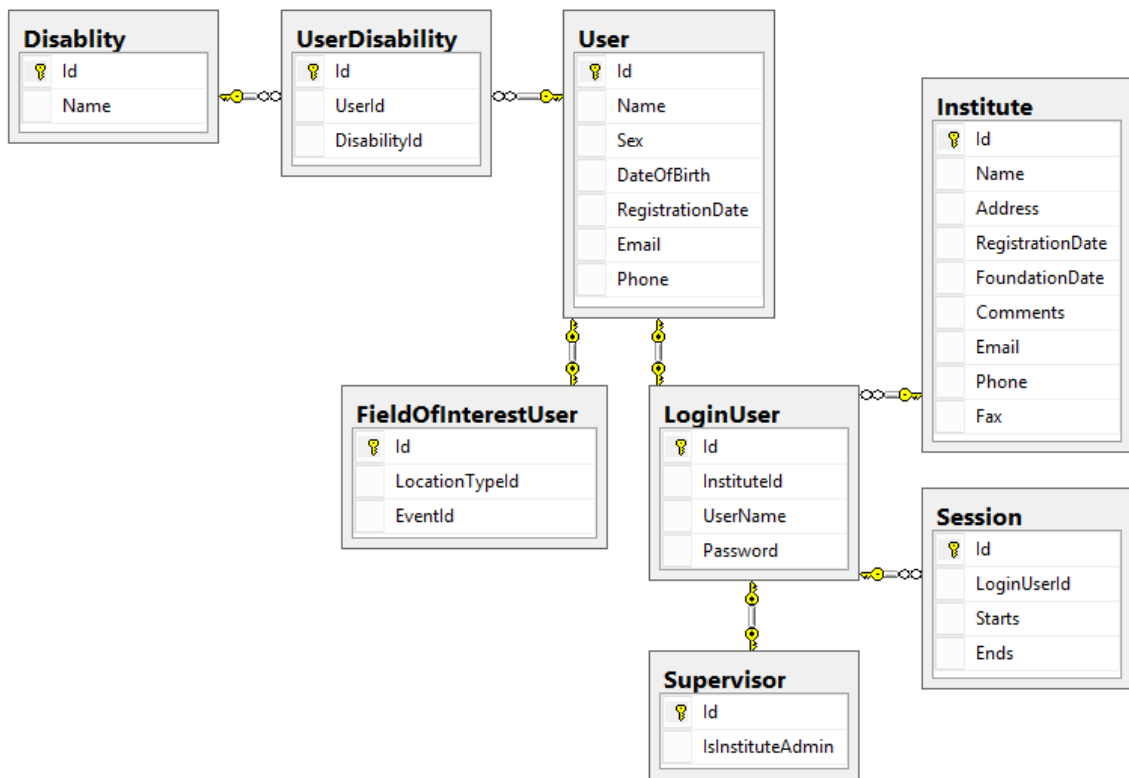 Disablity
Id
Name
UserDisability
Id
UserId
DisabilityId
User
Id
Name
Sex
DateOfBirth
RegistrationDate
Email
Phone
Institute
Id
Name
Address
RegistrationDate
FoundationDate
Comments
Email
Phone
Fax
FieldOfInterestUser
Id
LocationTypeId
EventId
LoginUser
Id
InstituteId
UserName
Password
Session
Id
LoginUserId
Starts
Ends
Supervisor
Id
IsInstituteAdmin